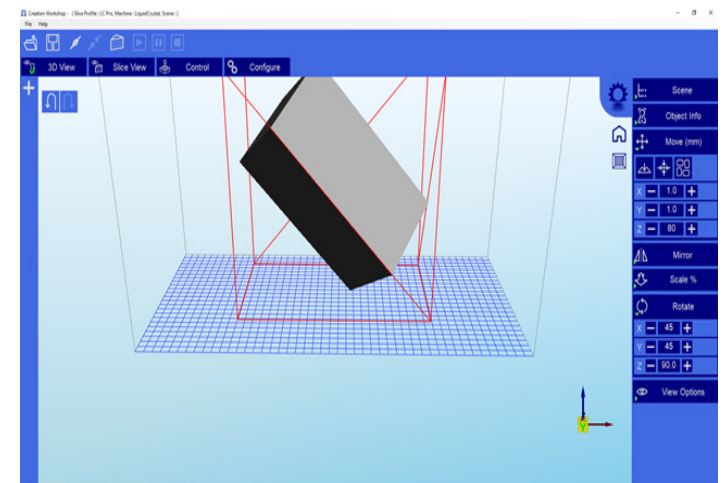 Creation Workshop - ( Slice Profile : LC Pro, Machine : LiquidCrystal, Scene : )
File Help
3D View Slice View Control Configure
Scene
Object Info
Move (mm)
X 1.0
Y 1.0
Z 80
Mirror
Scale %
Rotate
X 45
Y 45
Z 90.0
View Options
Y